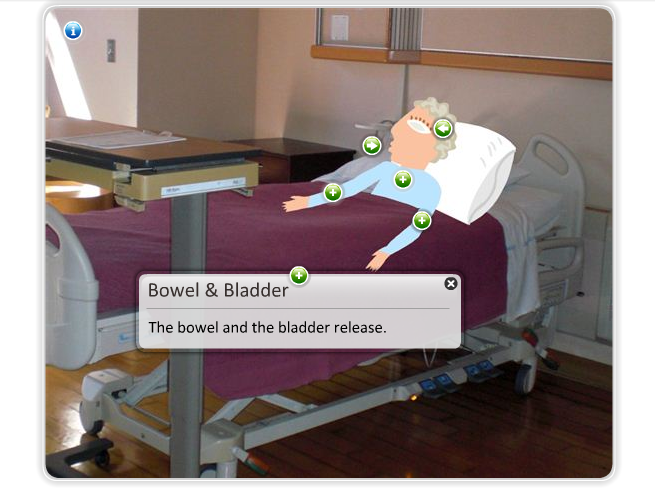 Bowel & Bladder
The bowel and the bladder release.